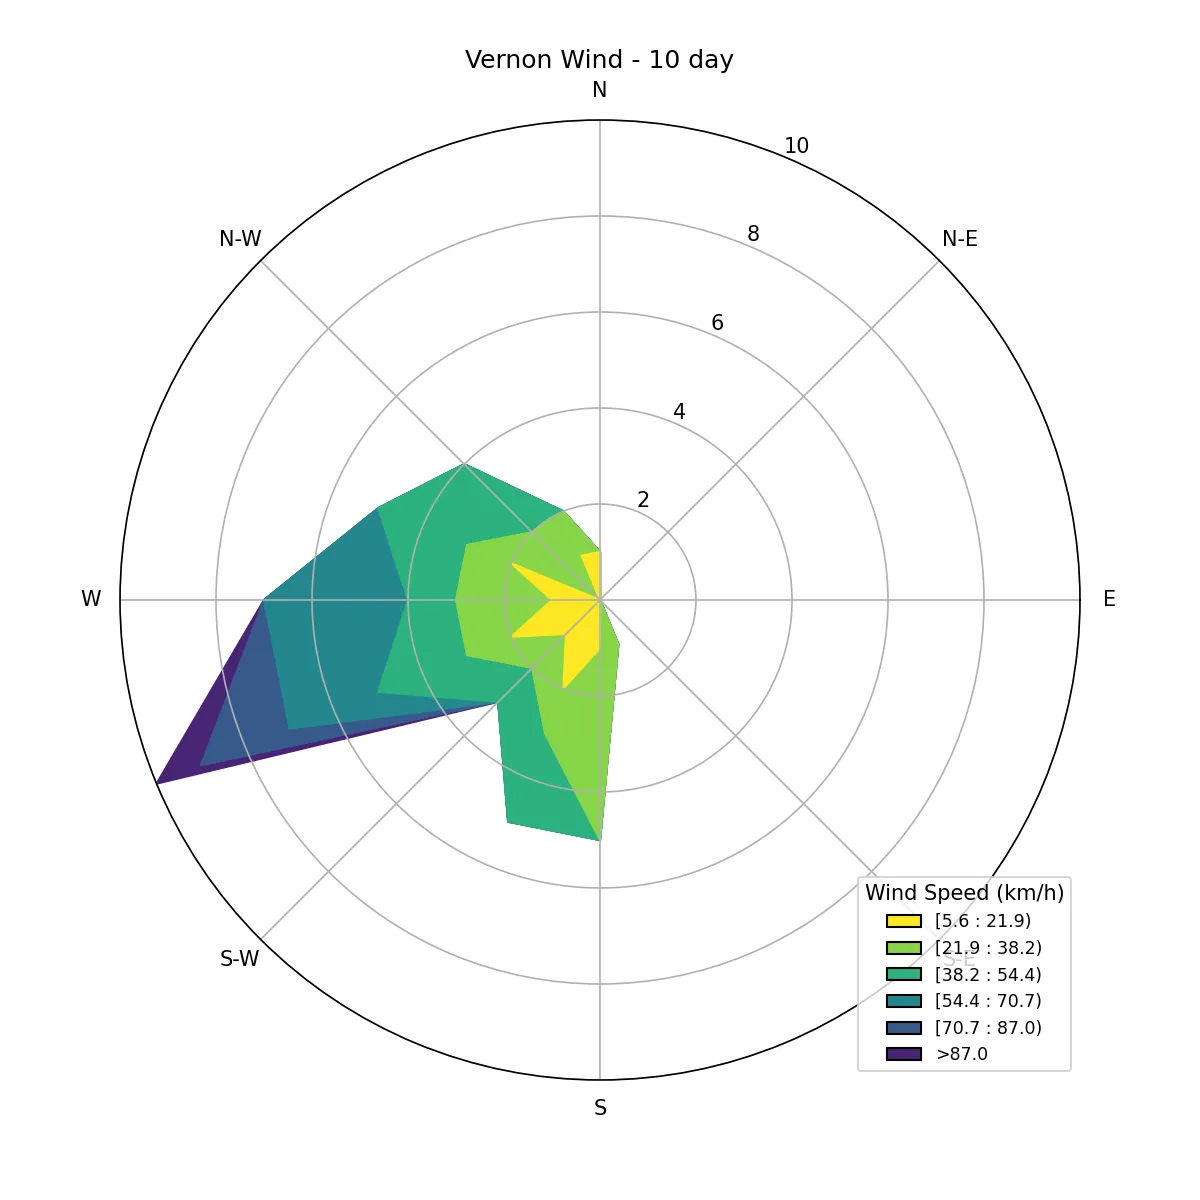 Vernon Wind - 10 day
N
10
N-W
8
N-E
6
4
2
W
E
Wind Speed (km/h)
[5.6 : 21.9)
[21.9 : 38.2)
S-W
S-E
[38.2 : 54.4)
[54.4 : 70.7)
[70.7 : 87.0)
>87.0
S